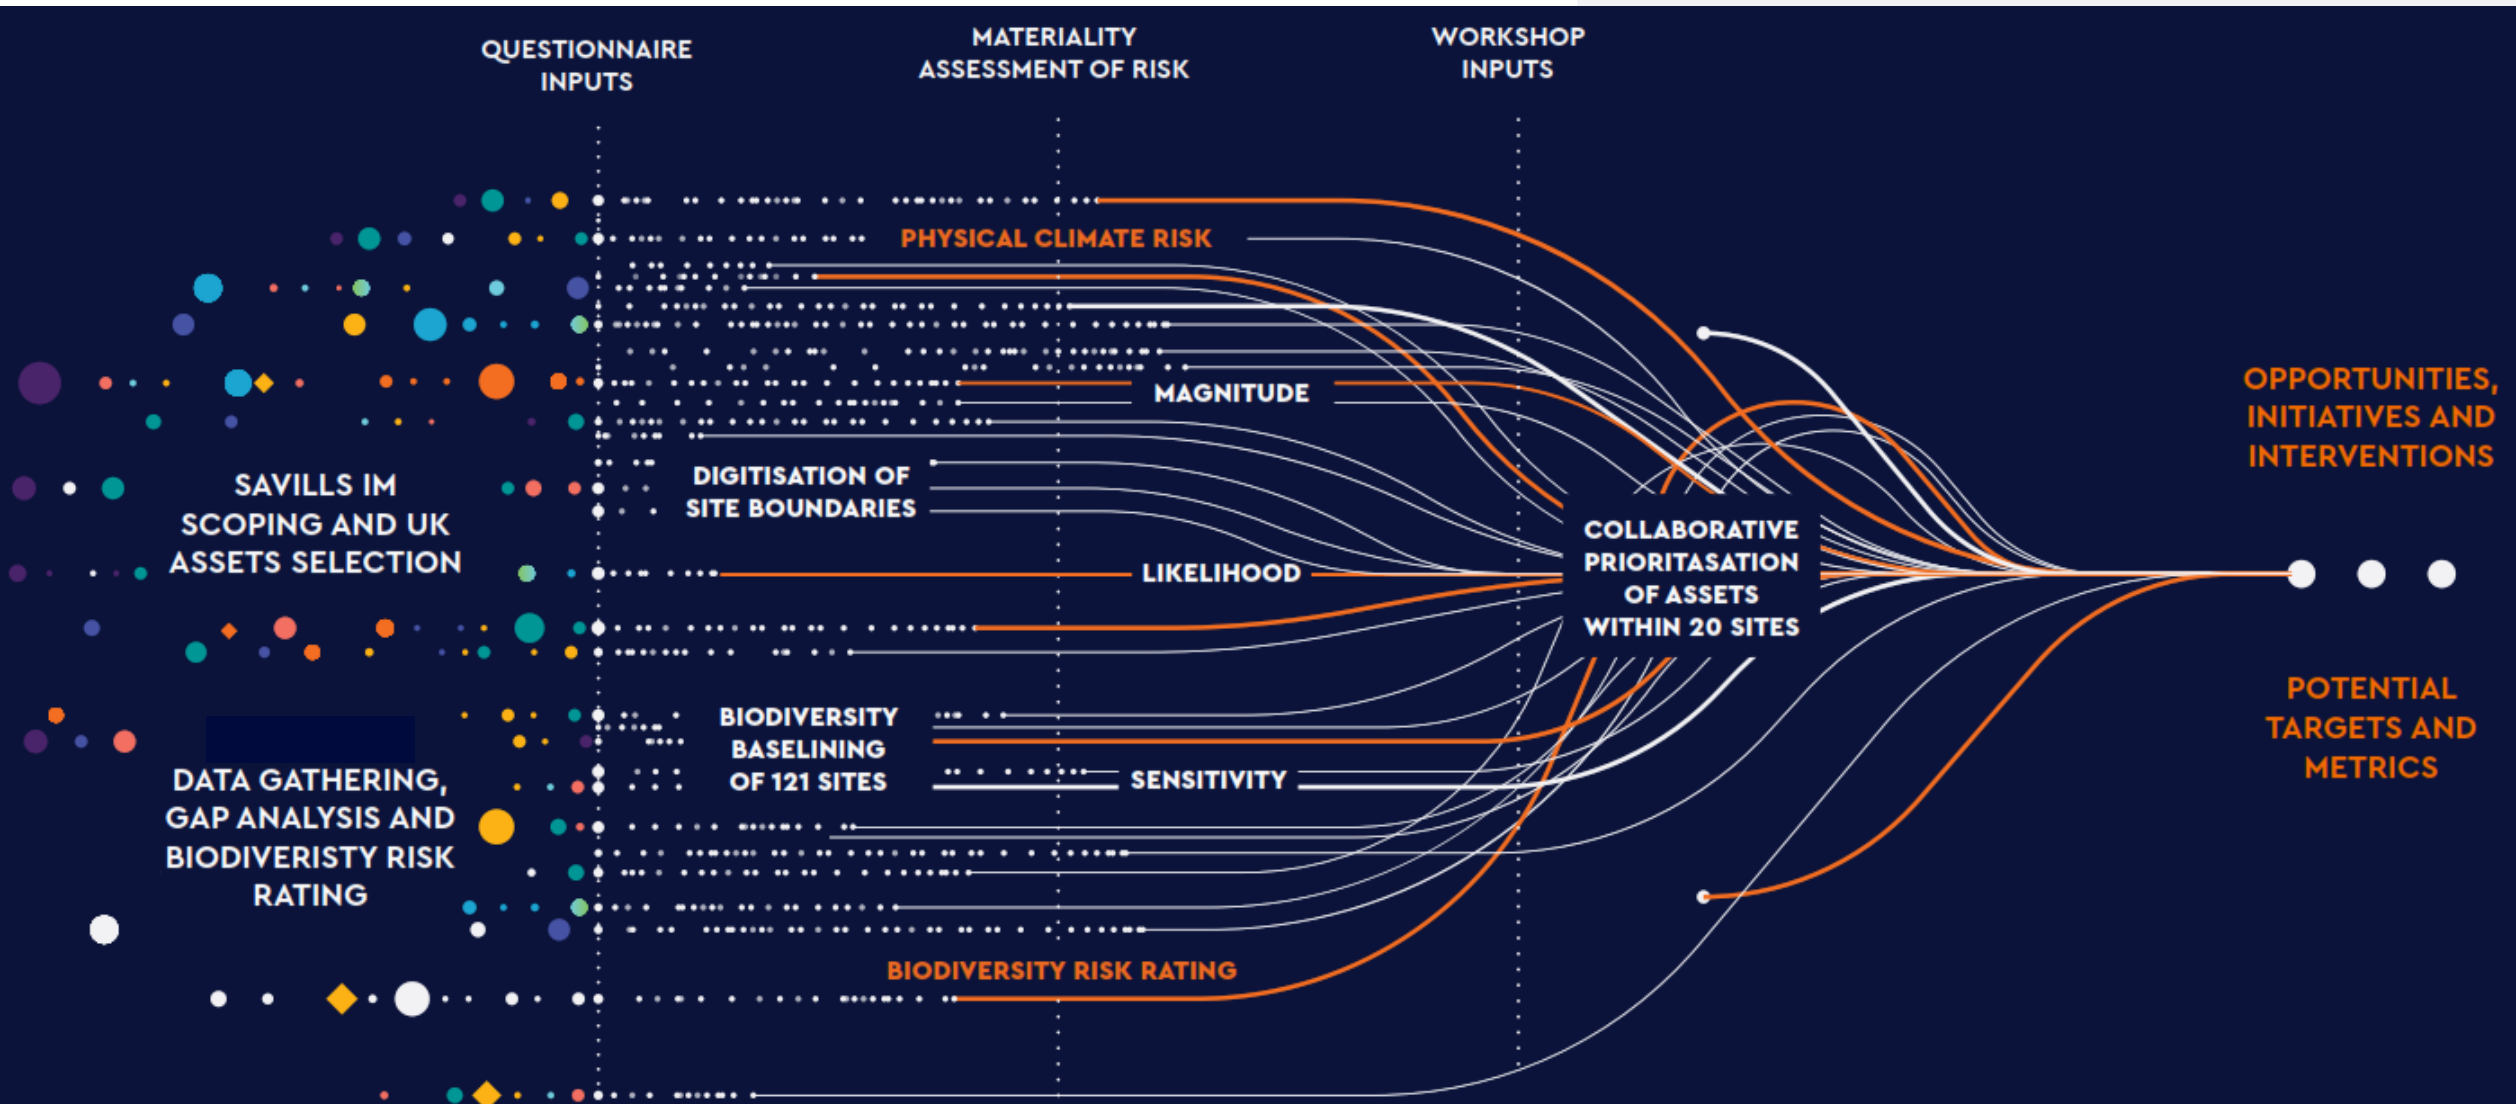 QUESTIONNAIRE
INPUTS
MATERIALITY
ASSESSMENT OF RISK
WORKSHOP
INPUTS
PHYSICAL CLIMATE RISK
MAGNITUDE
OPPORTUNITIES,
INITIATIVES AND
INTERVENTIONS
SAVILLS IM
SCOPING AND UK
ASSETS SELECTION
DIGITISATION OF
SITE BOUNDARIES
LIKELIHOOD
COLLABORATIVE
PRIORITASATION
OF ASSETS
WITHIN 20 SITES
POTENTIAL
TARGETS AND
METRICS
BIODIVERSITY
BASELINING
OF 121 SITES
SENSITIVITY
DATA GATHERING,
GAP ANALYSIS AND
BIODIVERISTY RISK
RATING
BIODIVERSITY RISK RATING